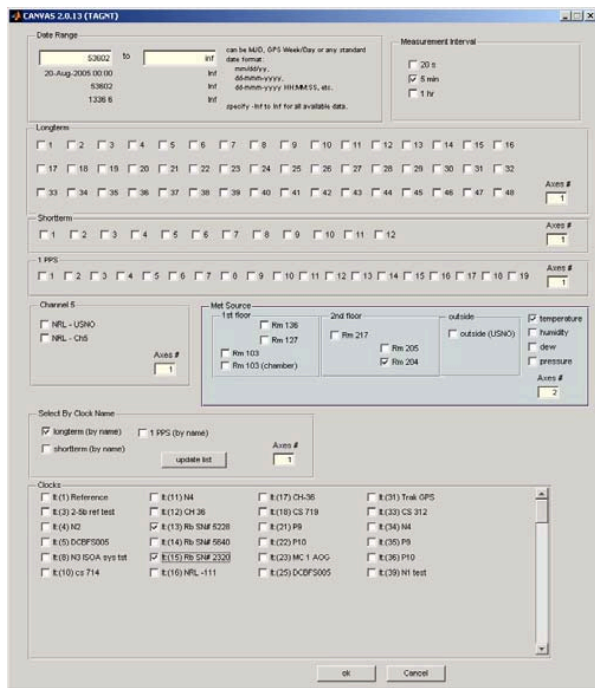 CANVAS 2.0.13 (TAGNT)
Date Range
53602 to inf
20-Aug-2005 00:00 Inf
53602 Inf
1336 6 Inf
can be MJD, GPS Week/Day or any standard
date format:
mm/dd/yy,
dd-mmm-yyyy,
dd-mmm-yyyy HH:MM:SS, etc.
specify -Inf to Inf for all available data.
Measurement Interval
20 s
5 min
1 hr
Longterm
1 2 3 4 5 6 7 8 9 10 11 12 13 14 15 16
17 18 19 20 21 22 23 24 25 26 27 28 29 30 31 32
33 34 35 36 37 38 39 40 41 42 43 44 45 46 47 48
Axes #
1
Shortterm
1 2 3 4 5 6 7 8 9 10 11 12
Axes #
1
1 PPS
1 2 3 4 5 6 7 8 9 10 11 12 13 14 15 16 17 18 19
Axes #
1
Channel 5
NRL - USNO
NRL - Ch5
Axes #
1
Met Source
1st floor
Rm 136
Rm 127
Rm 103
Rm 103 (chamber)
2nd floor
Rm 217
Rm 205
Rm 204
outside
outside (USNO)
temperature
humidity
dew
pressure
Axes #
2
Select By Clock Name
longterm (by name) 1 PPS (by name)
shortterm (by name)
update list
Axes #
1
Clocks
lt:(1) Reference lt:(11) N4 lt:(17) CH-36 lt:(31) Trak GPS
lt:(3) 2-5b ref test lt:(12) CH 36 lt:(18) CS 719 lt:(33) CS 312
lt:(4) N2 lt:(13) Rb SN# 5228 lt:(21) P9 lt:(34) N4
lt:(5) DCBFS005 lt:(14) Rb SN# 5640 lt:(22) P10 lt:(35) P9
lt:(8) N3 ISOA sys tst lt:(15) Rb SN# 2320 lt:(23) MC 1 AOG lt:(36) P10
lt:(10) cs 714 lt:(16) NRL -111 lt:(25) DCBFS005 lt:(39) N1 test
ok Cancel